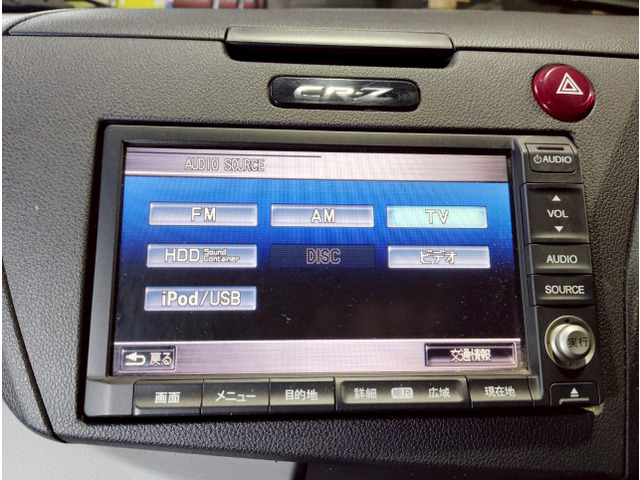 CR-Z
AUDIO SOURCE
FM
AM
TV
HDD Sound Container
DISC
ビデオ
iPod/USB
戻る
交通情報
AUDIO
VOL
AUDIO
SOURCE
実行
画面
メニュー
目的地
詳細
広域
現在地